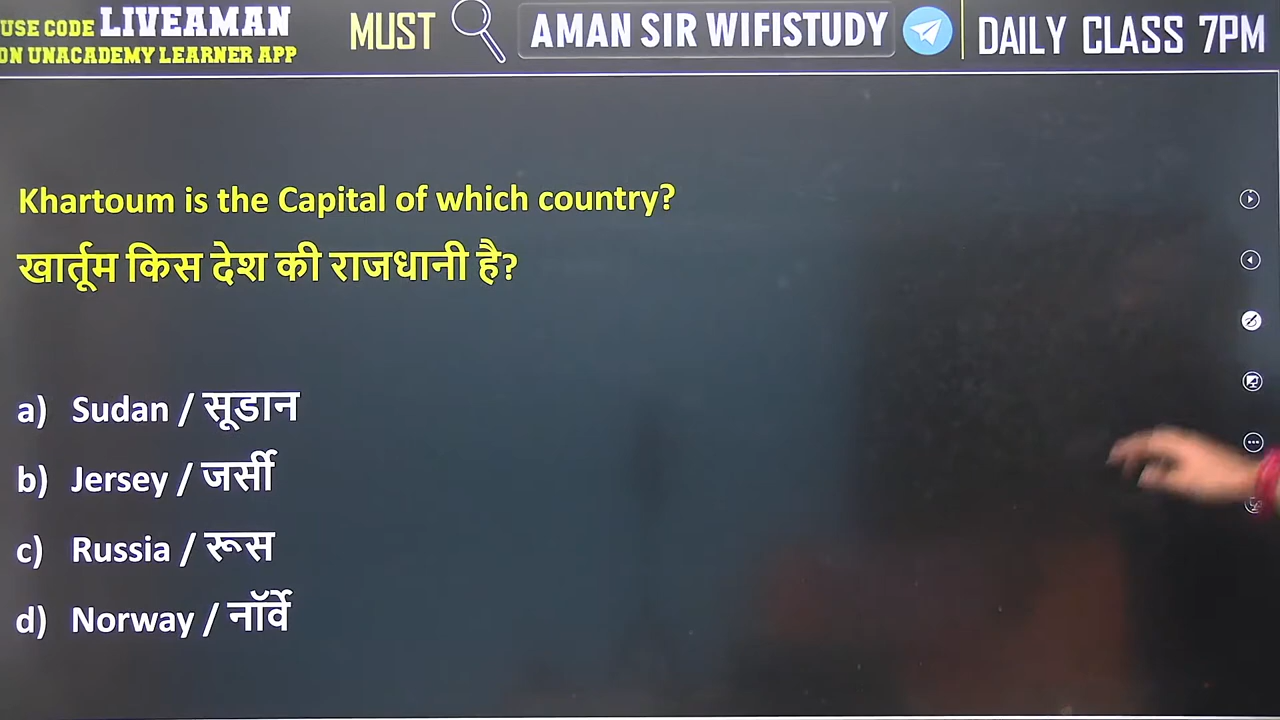 USE CODE LIVEAMAN
ON UNACADEMY LEARNER APP
MUST
AMAN SIR WIFISTUDY
DAILY CLASS 7PM
Khartoum is the Capital of which country?
खार्तूम किस देश की राजधानी है?
a) Sudan / सूडान
b) Jersey / जर्सी
c) Russia / रूस
d) Norway / नॉर्वे